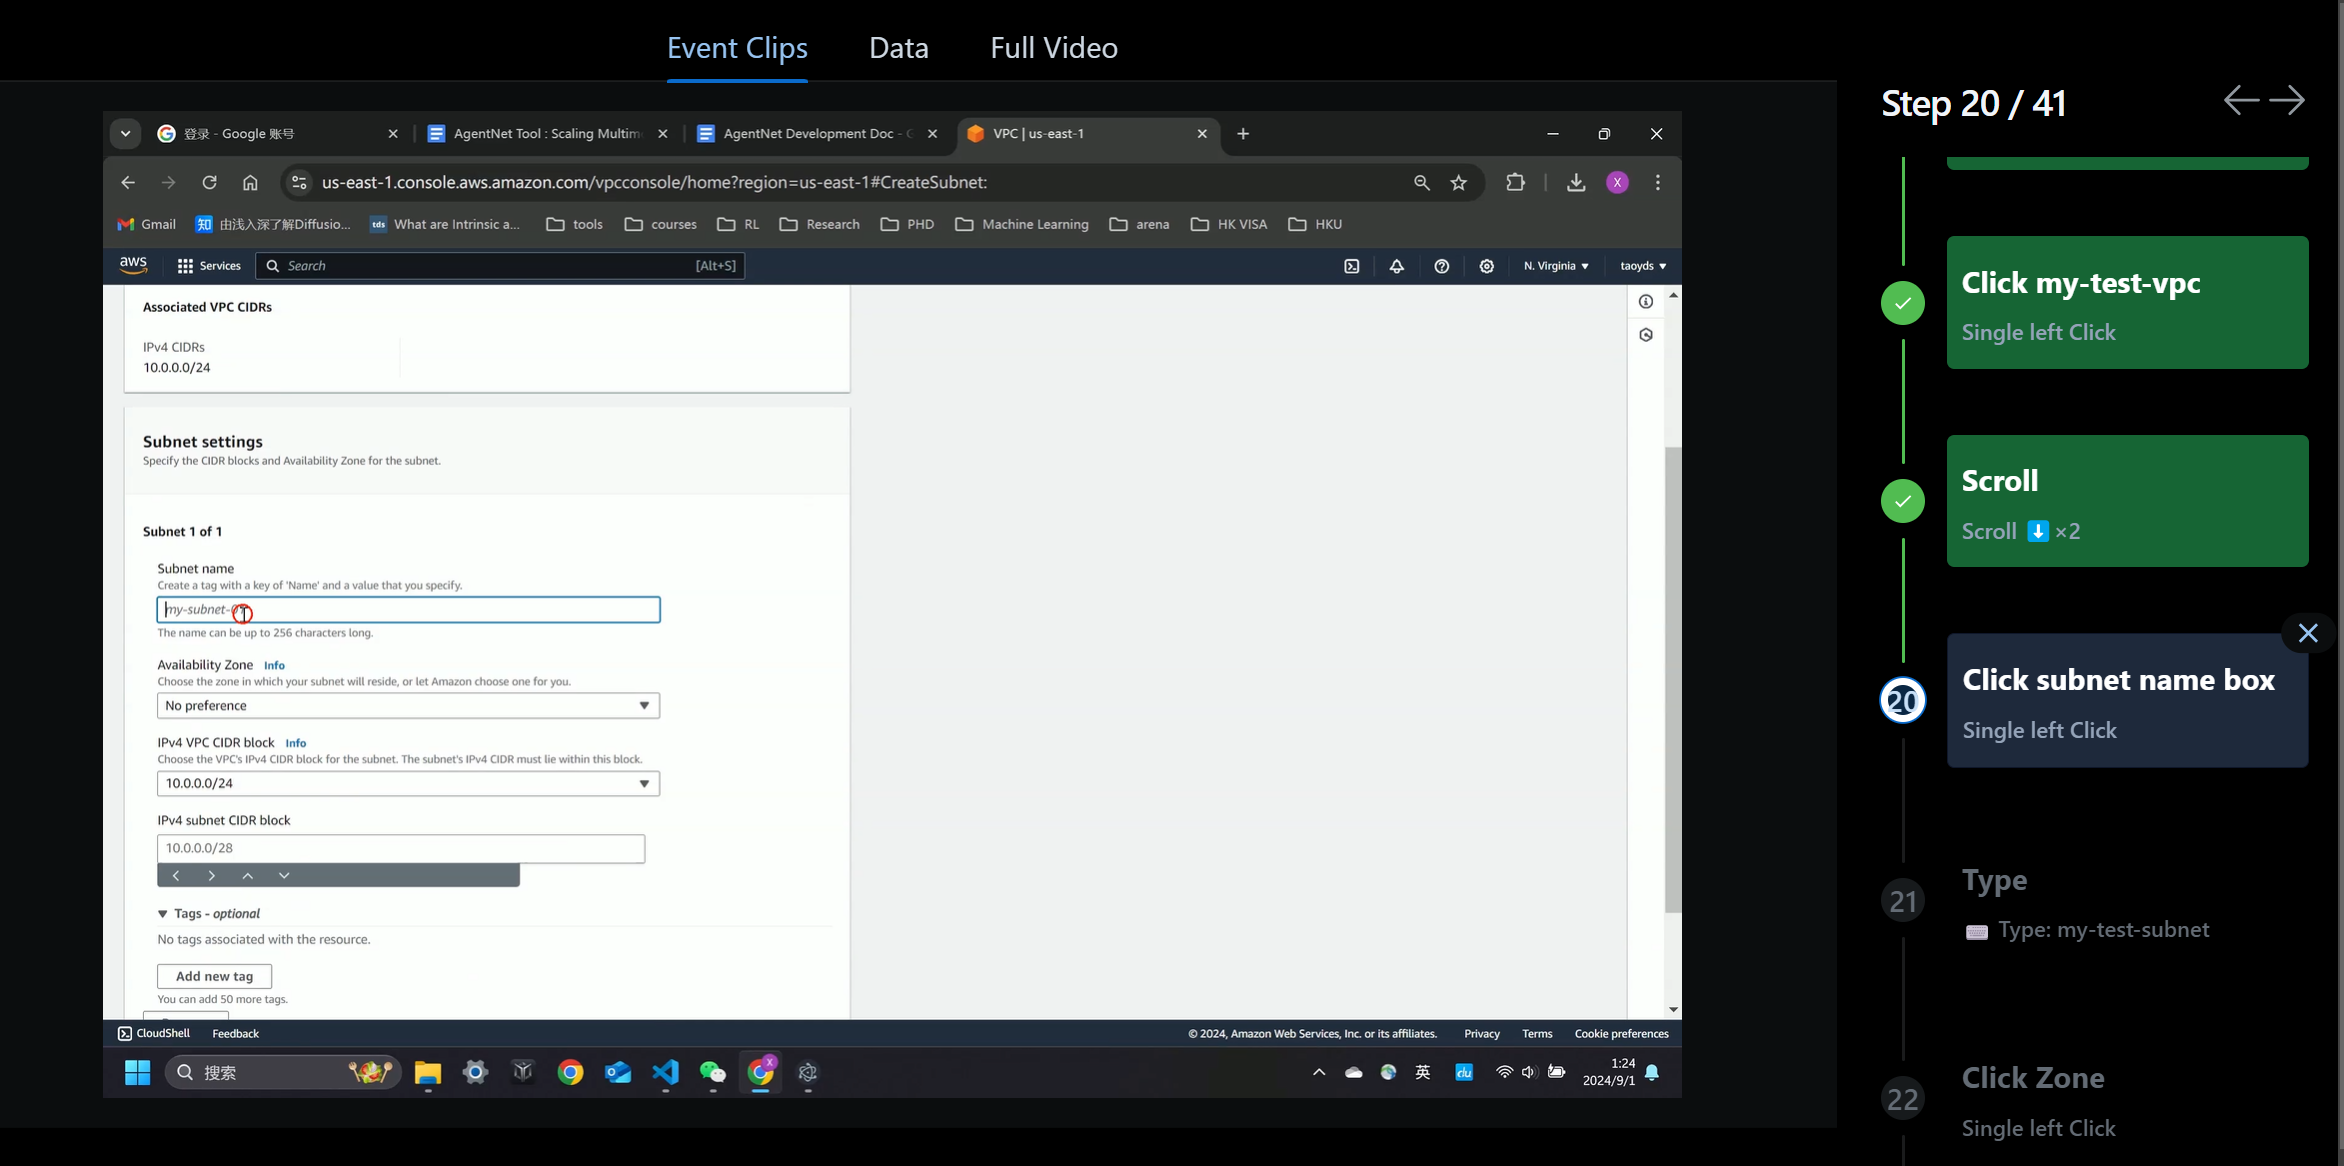 Event Clips
Data
Full Video
Step 20 / 41
登录 - Google 账号
AgentNet Tool : Scaling Multim
AgentNet Development Doc - G
VPC | us-east-1
us-east-1.console.aws.amazon.com/vpcconsole/home?region=us-east-1#CreateSubnet:
X
Gmail
知
由浅入深了解Diffusio...
tds
What are Intrinsic a...
tools
courses
RL
Research
PHD
Machine Learning
arena
HK VISA
HKU
aws
Services
Search
[Alt+S]
N. Virginia
taoyds
Associated VPC CIDRs
IPv4 CIDRs
10.0.0.0/24
Subnet settings
Specify the CIDR blocks and Availability Zone for the subnet.
Subnet 1 of 1
Subnet name
Create a tag with a key of 'Name' and a value that you specify.
my-subnet-
The name can be up to 256 characters long.
Availability Zone Info
Choose the zone in which your subnet will reside, or let Amazon choose one for you.
No preference
IPv4 VPC CIDR block Info
Choose the VPC's IPv4 CIDR block for the subnet. The subnet's IPv4 CIDR must lie within this block.
10.0.0.0/24
IPv4 subnet CIDR block
10.0.0.0/28
Tags - optional
No tags associated with the resource.
Add new tag
You can add 50 more tags.
CloudShell
Feedback
© 2024, Amazon Web Services, Inc. or its affiliates.
Privacy
Terms
Cookie preferences
搜索
X
英
du
1:24
2024/9/1
Click my-test-vpc
Single left Click
Scroll
Scroll ⬇ ×2
20
Click subnet name box
Single left Click
21
Type
Type: my-test-subnet
22
Click Zone
Single left Click